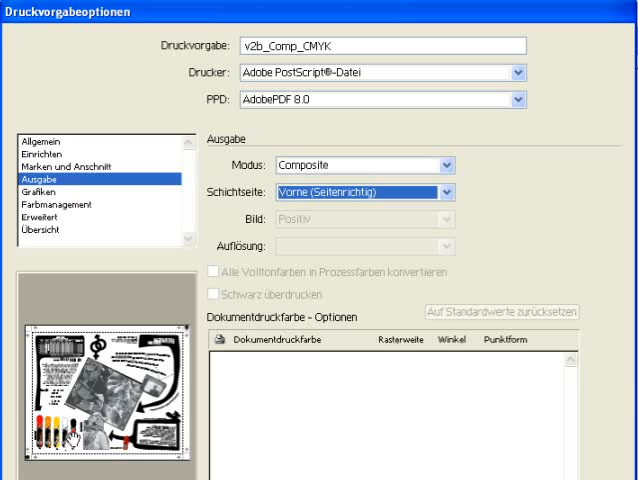 Druckvorgabeoptionen
Druckvorgabe: v2b_Comp_CMYK
Drucker: Adobe PostScript®-Datei
PPD: AdobePDF 8.0
Allgemein
Einrichten
Marken und Anschnitt
Ausgabe
Grafiken
Farbmanagement
Erweitert
Übersicht
Ausgabe
Modus: Composite
Schichtseite: Vorne (Seitenrichtig)
Bild: Positiv
Auflösung:
Alle Volltonfarben in Prozessfarben konvertieren
Schwarz überdrucken
Auf Standardwerte zurücksetzen
Dokumentdruckfarbe - Optionen
Dokumentdruckfarbe Rasterweite Winkel Punktform